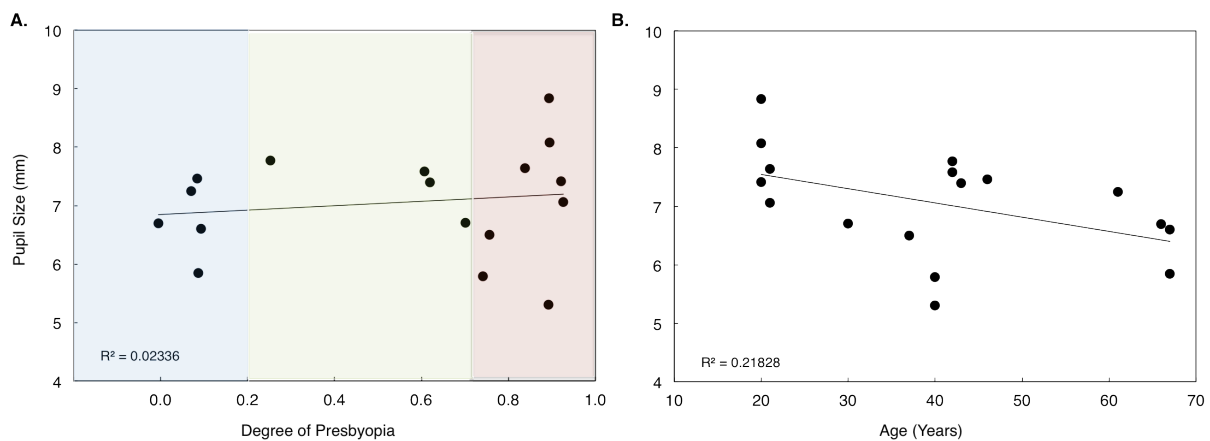 A.
10
9
8
7
6
5
4
Pupil Size (mm)
R² = 0.02336
0.0 0.2 0.4 0.6 0.8 1.0
Degree of Presbyopia
B.
10
9
8
7
6
5
4
R² = 0.21828
10 20 30 40 50 60 70
Age (Years)